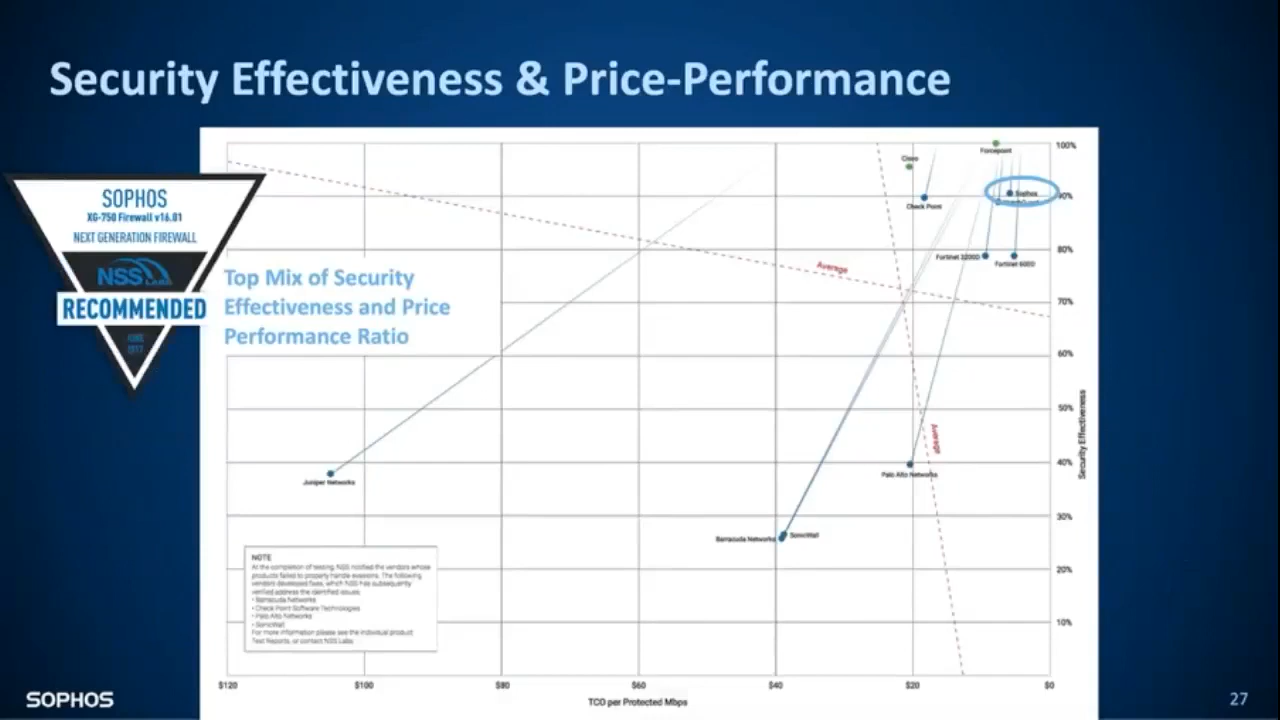 Security Effectiveness & Price-Performance
SOPHOS
XG-750 Firewall v16.01
NEXT GENERATION FIREWALL
NSS LABS
RECOMMENDED
JUNE
2017
Top Mix of Security
Effectiveness and Price
Performance Ratio
Cisco
Forcepoint
Check Point
Sophos
Fortinet 3200D
Fortinet 600D
Average
Average
Juniper Networks
Palo Alto Networks
Barracuda Networks
SonicWall
100%
90%
80%
70%
60%
50%
40%
30%
20%
10%
Security Effectiveness
NOTE
At the completion of testing, NSS notified the vendors whose
products failed to properly handle evasions. The following
vendors developed fixes, which NSS has subsequently
verified address the identified issues:
• Barracuda Networks
• Check Point Software Technologies
• Palo Alto Networks
• SonicWall
For more information please see the individual product
Test Reports, or contact NSS Labs.
$120
$100
$80
$60
$40
$20
$0
TCO per Protected Mbps
SOPHOS
27